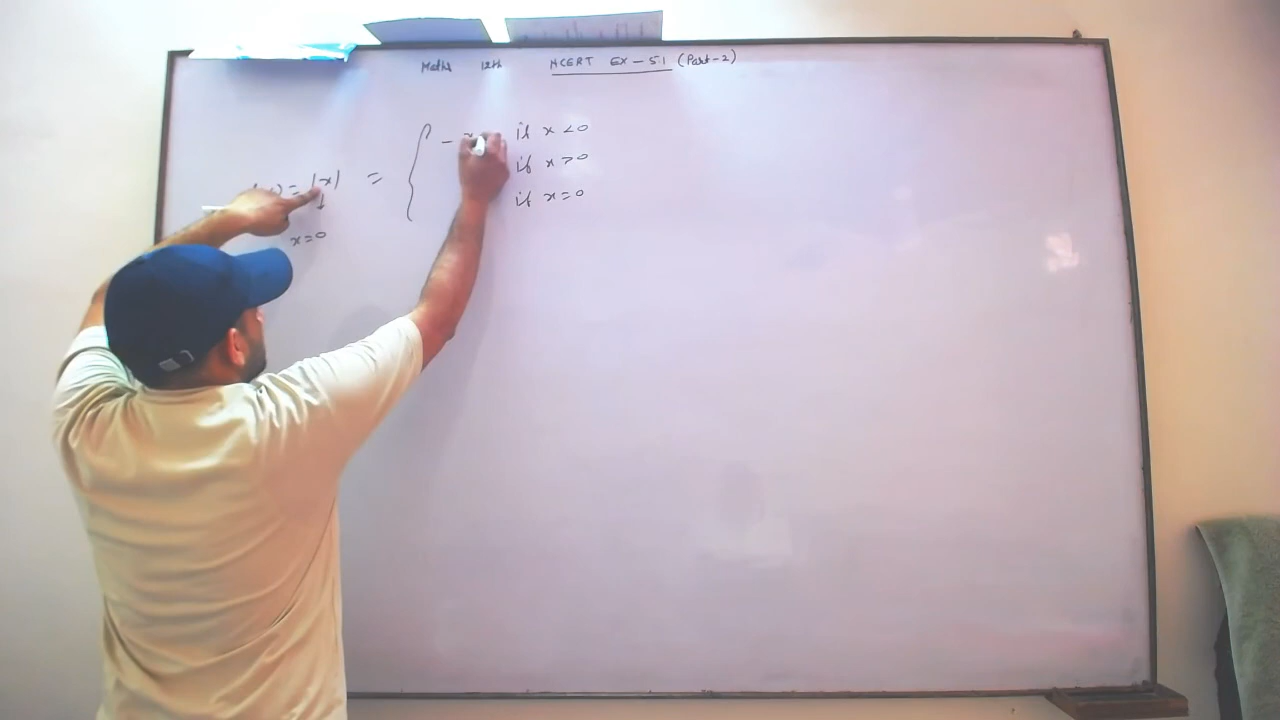 Maths 12th NCERT EX - 5.1 (Part-2)
= |x| = { - x if x < 0
if x > 0
if x = 0
↓
x = 0